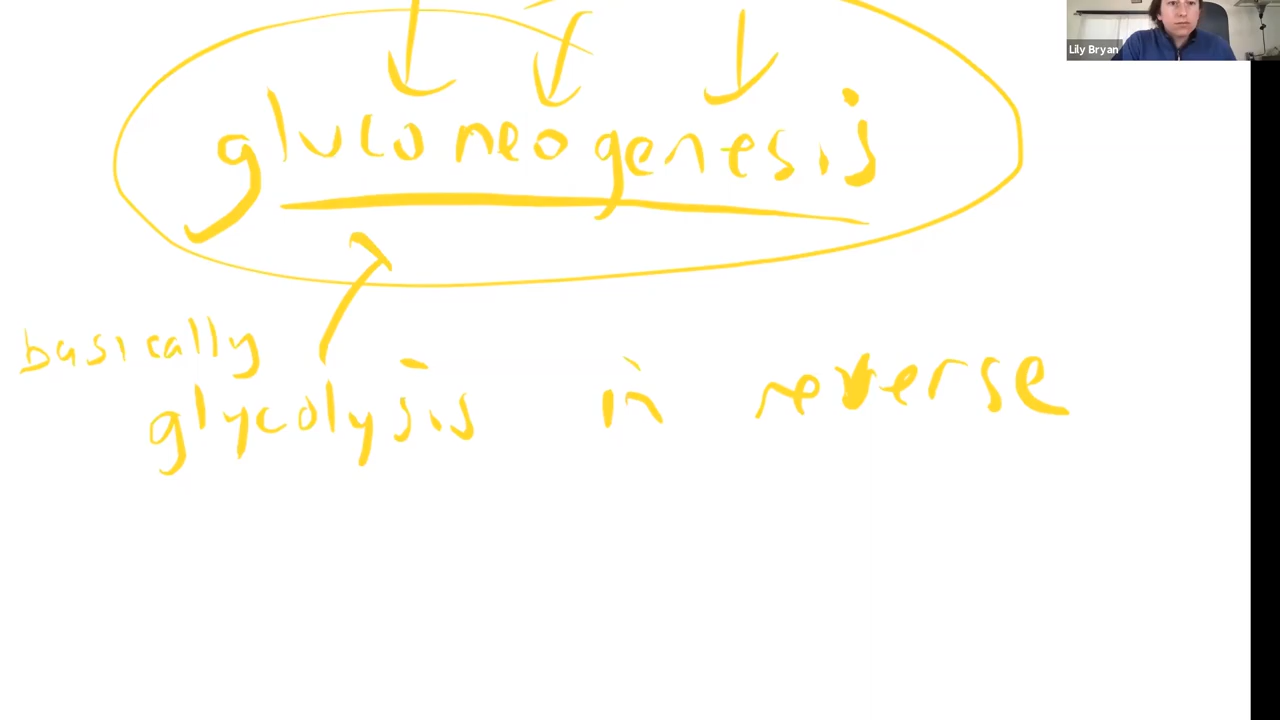 Lily Bryan
gluconeogenesis
basically
glycolysis in reverse